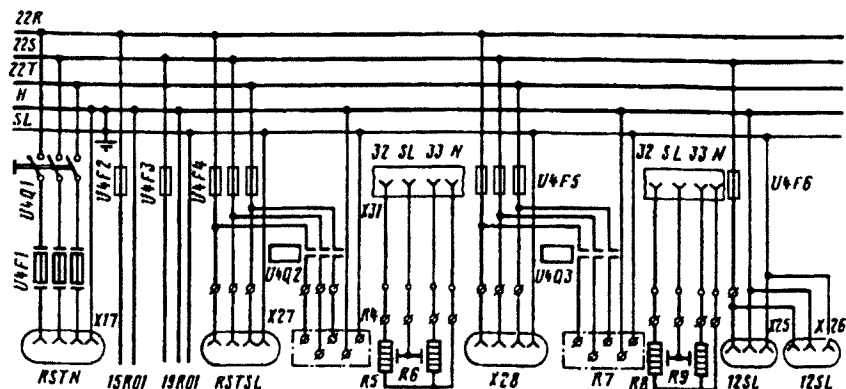 22R
22S
22T
N
SL
U4Q1
U4F2
U4F3
U4F4
32 SL 33 N
U4F5
32 SL 33 N
U4F6
X31
U4F1
U4Q2
U4Q3
X17
X27
R4
R5
R6
R7
R8
R9
X25
X26
RSTN
15R01
19R01
RSTSL
X28
12SL
12SL